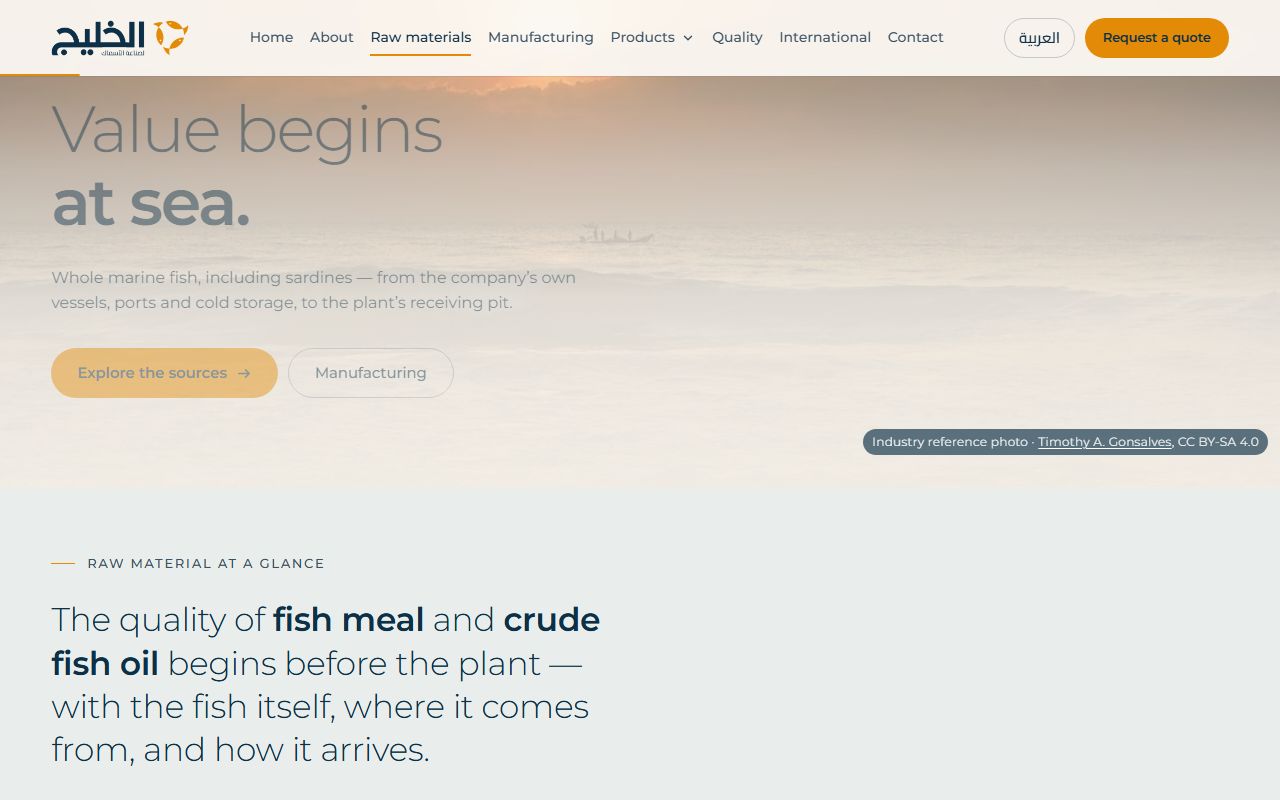 الخليج
لصناعة الأسماك
Home About Raw materials Manufacturing Products Quality International Contact
العربية
Request a quote
Value begins
at sea.
Whole marine fish, including sardines — from the company’s own
vessels, ports and cold storage, to the plant’s receiving pit.
Explore the sources → Manufacturing
Industry reference photo · Timothy A. Gonsalves, CC BY-SA 4.0
RAW MATERIAL AT A GLANCE
The quality of fish meal and crude
fish oil begins before the plant —
with the fish itself, where it comes
from, and how it arrives.